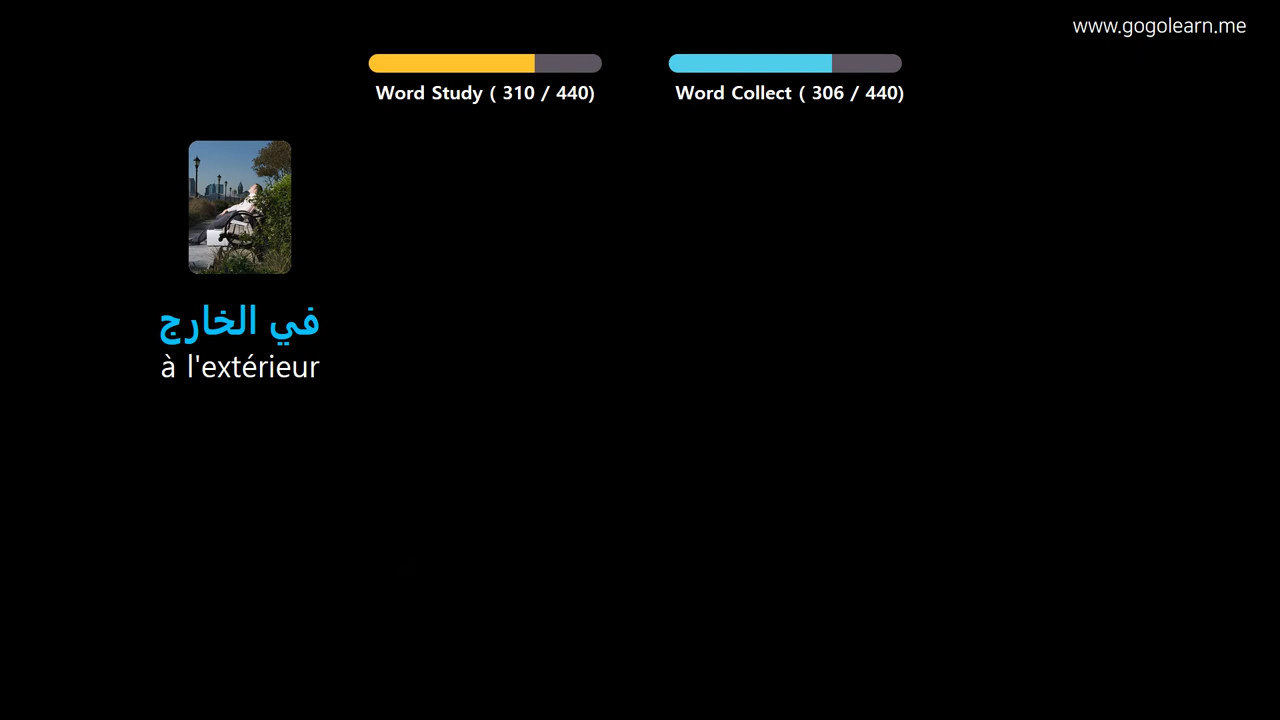 www.gogolearn.me
Word Study ( 310 / 440)
Word Collect ( 306 / 440)
في الخارج
à l'extérieur